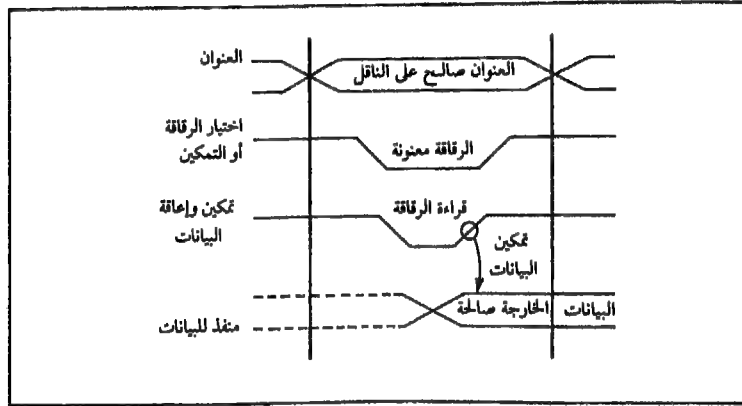 العنوان
العنوان صالح على الناقل
اختيار الرقاقة
أو التمكين
الرقاقة معنونة
تمكين وإعاقة
البيانات
قراءة الرقاقة
تمكين
البيانات
منفذ للبيانات
الخارجة صالحة
البيانات